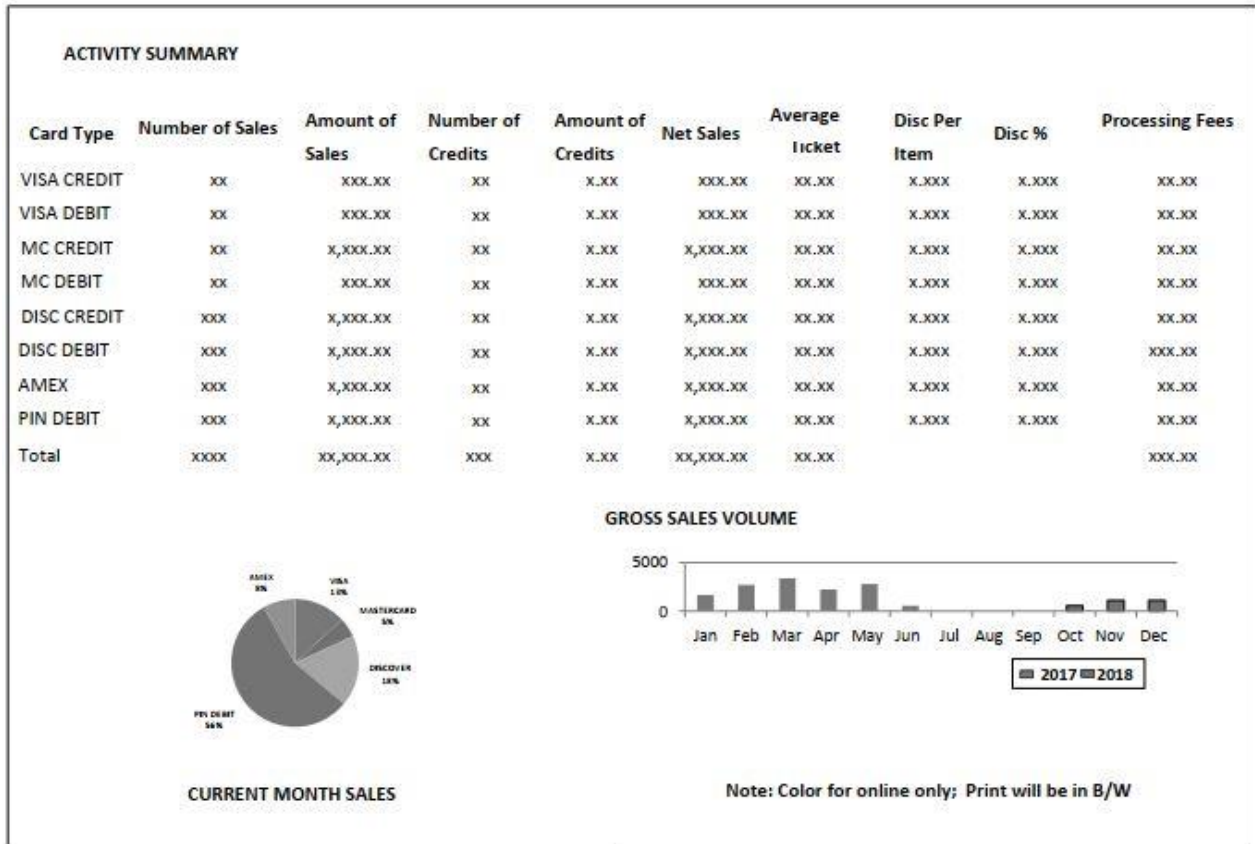 ACTIVITY SUMMARY
Card Type Number of Sales Amount of Sales Number of Credits Amount of Credits Net Sales Average Ticket Disc Per Item Disc % Processing Fees
VISA CREDIT xx xxx.xx xx x.xx xxx.xx xx.xx x.xxx x.xxx xx.xx
VISA DEBIT xx xxx.xx xx x.xx xxx.xx xx.xx x.xxx x.xxx xx.xx
MC CREDIT xx x,xxx.xx xx x.xx x,xxx.xx xx.xx x.xxx x.xxx xx.xx
MC DEBIT xx xxx.xx xx x.xx xxx.xx xx.xx x.xxx x.xxx xx.xx
DISC CREDIT xxx x,xxx.xx xx x.xx x,xxx.xx xx.xx x.xxx x.xxx xx.xx
DISC DEBIT xxx x,xxx.xx xx x.xx x,xxx.xx xx.xx x.xxx x.xxx xxx.xx
AMEX xxx x,xxx.xx xx x.xx x,xxx.xx xx.xx x.xxx x.xxx xx.xx
PIN DEBIT xxx x,xxx.xx xx x.xx x,xxx.xx xx.xx x.xxx x.xxx xx.xx
Total xxxx xx,xxx.xx xxx x.xx xx,xxx.xx xx.xx xxx.xx
AMEX
8%
VISA
13%
MASTERCARD
5%
DISCOVER
18%
PIN DEBIT
56%
CURRENT MONTH SALES
GROSS SALES VOLUME
5000
0
Jan Feb Mar Apr May Jun Jul Aug Sep Oct Nov Dec
2017 2018
Note: Color for online only; Print will be in B/W